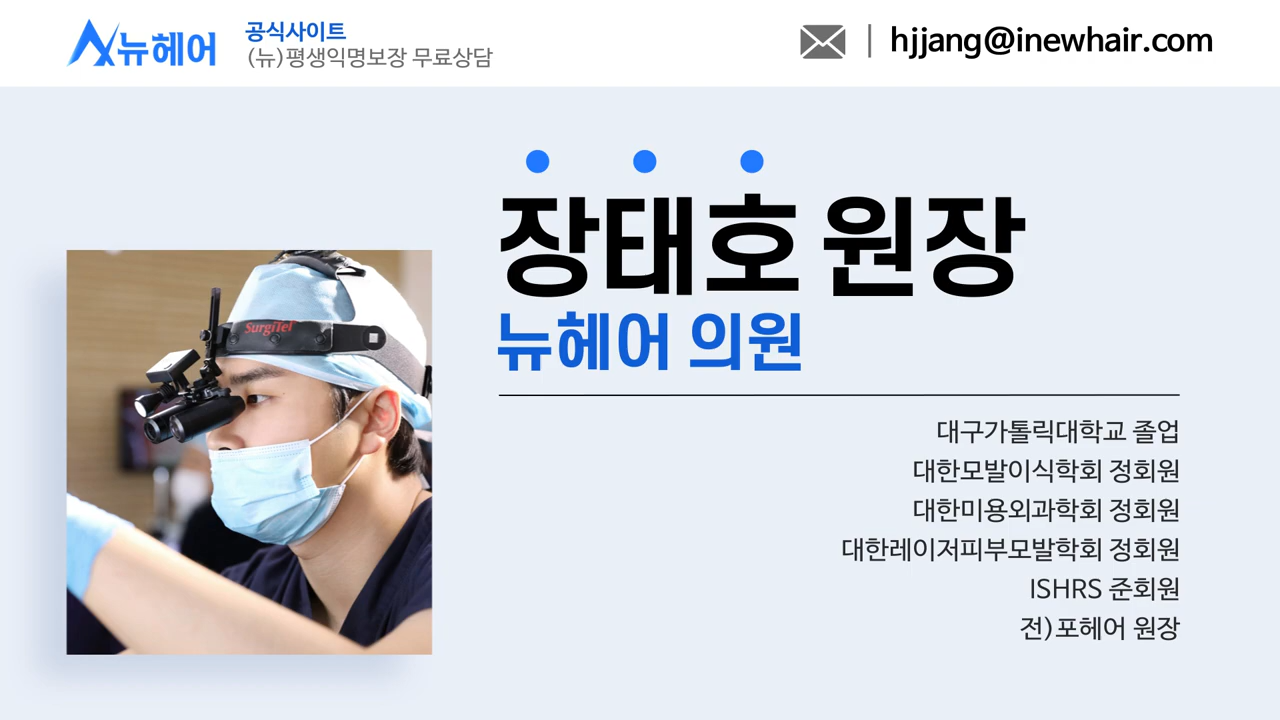 뉴헤어
공식사이트
(뉴)평생익명보장 무료상담
hjjang@inewhair.com
장태호 원장
뉴헤어 의원
SurgiTel
대구가톨릭대학교 졸업
대한모발이식학회 정회원
대한미용외과학회 정회원
대한레이저피부모발학회 정회원
ISHRS 준회원
전)포헤어 원장